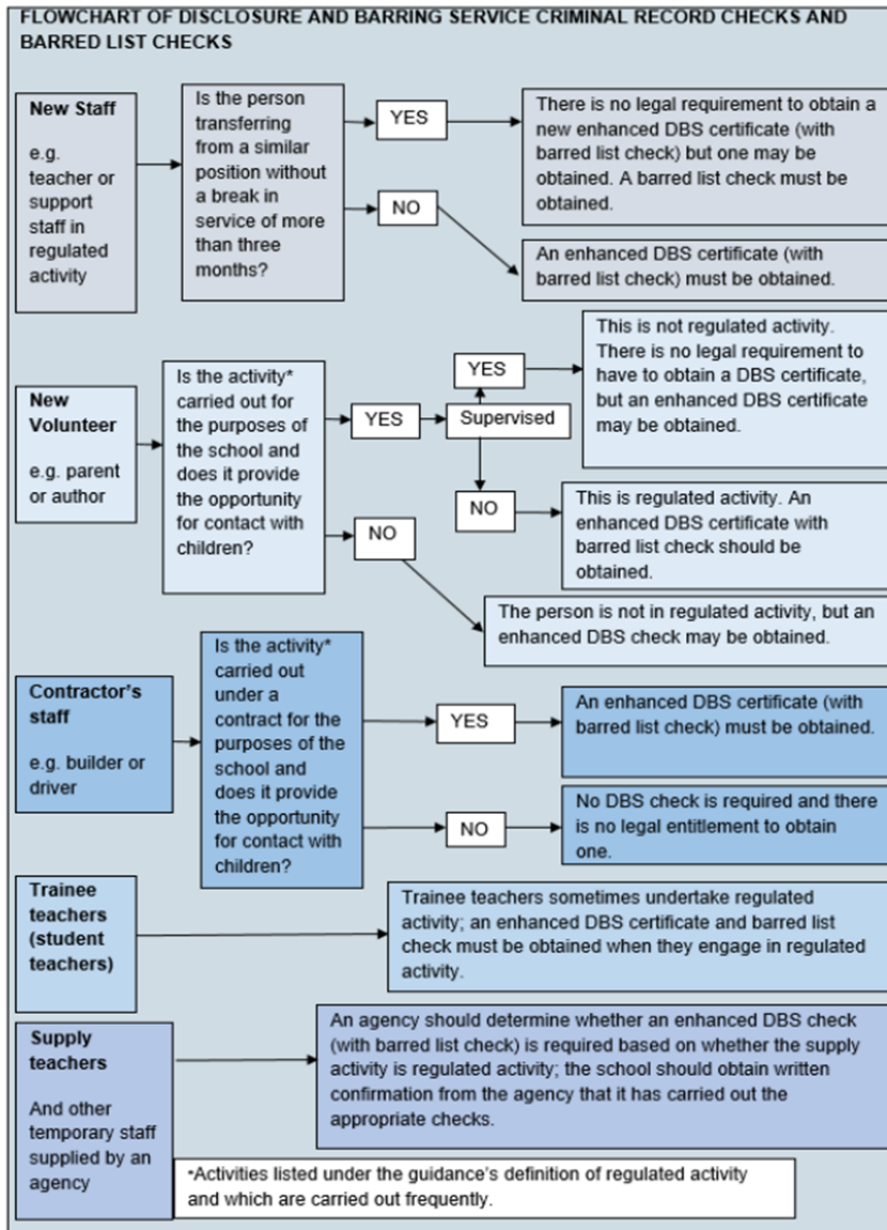 FLOWCHART OF DISCLOSURE AND BARRING SERVICE CRIMINAL RECORD CHECKS AND
BARRED LIST CHECKS
New Staff
e.g.
teacher or
support
staff in
regulated
activity
Is the person
transferring
from a similar
position without
a break in
service of more
than three
months?
YES
There is no legal requirement to obtain a
new enhanced DBS certificate (with
barred list check) but one may be
obtained. A barred list check must be
obtained.
NO
An enhanced DBS certificate (with
barred list check) must be obtained.
New
Volunteer
e.g. parent
or author
Is the activity*
carried out for
the purposes of
the school and
does it provide
the opportunity
for contact with
children?
YES
Supervised
YES
This is not regulated activity.
There is no legal requirement to
have to obtain a DBS certificate,
but an enhanced DBS certificate
may be obtained.
NO
This is regulated activity. An
enhanced DBS certificate with
barred list check should be
obtained.
NO
The person is not in regulated activity, but an
enhanced DBS check may be obtained.
Contractor's
staff
e.g. builder or
driver
Is the activity*
carried out
under a
contract for the
purposes of the
school and
does it provide
the opportunity
for contact with
children?
YES
An enhanced DBS certificate (with
barred list check) must be obtained.
NO
No DBS check is required and there
is no legal entitlement to obtain
one.
Trainee
teachers
(student
teachers)
Trainee teachers sometimes undertake regulated
activity; an enhanced DBS certificate and barred list
check must be obtained when they engage in regulated
activity.
Supply
teachers
And other
temporary staff
supplied by an
agency
An agency should determine whether an enhanced DBS check
(with barred list check) is required based on whether the supply
activity is regulated activity; the school should obtain written
confirmation from the agency that it has carried out the
appropriate checks.
*Activities listed under the guidance's definition of regulated activity
and which are carried out frequently.